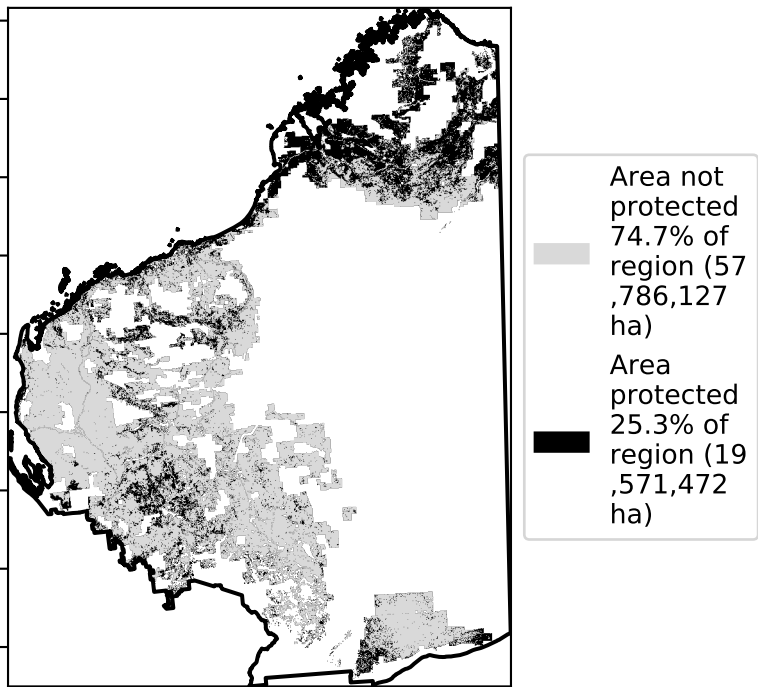 Area not
protected
74.7% of
region (57
,786,127
ha)
Area
protected
25.3% of
region (19
,571,472
ha)